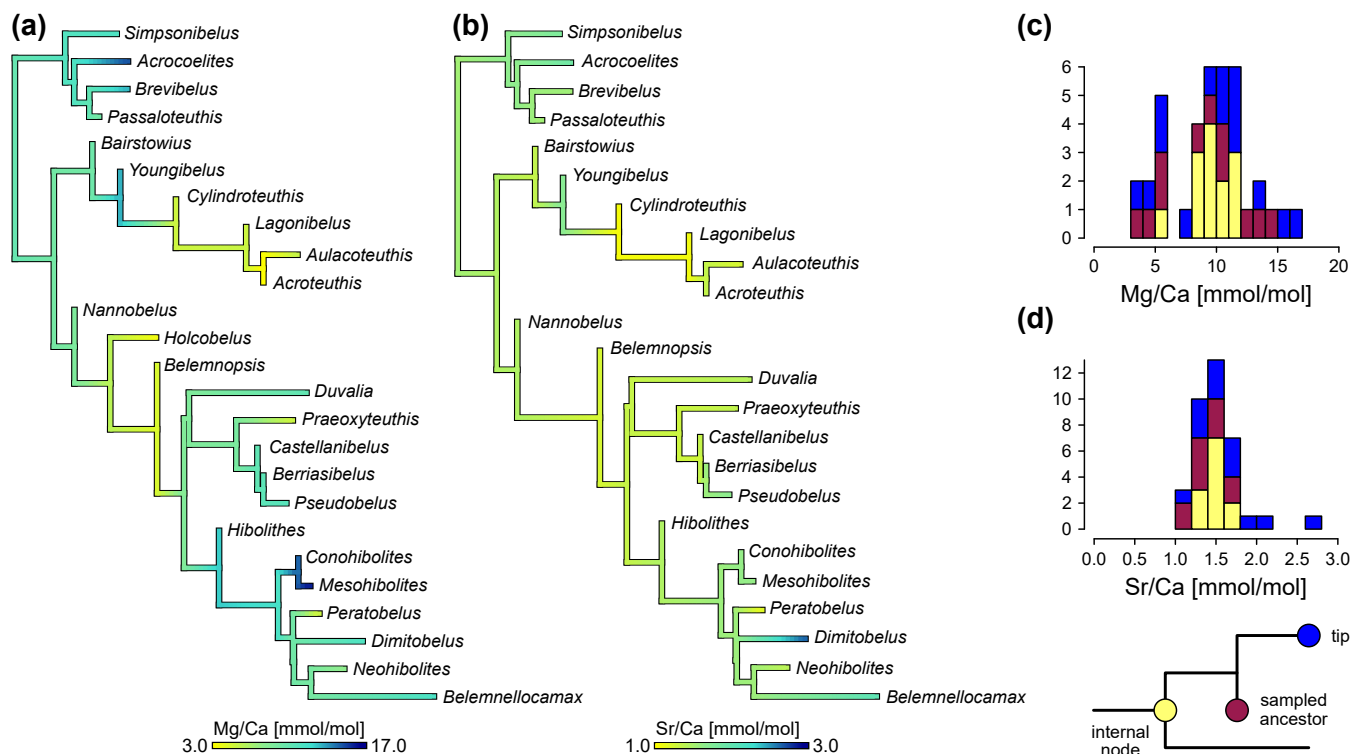 (a)
Simpsonibelus
Acrocoelites
Brevibelus
Passaloteuthis
Bairstowius
Youngibelus
Cylindroteuthis
Lagonibelus
Aulacoteuthis
Acroteuthis
Nannobelus
Holcobelus
Belemnopsis
Duvalia
Praeoxyteuthis
Castellanibelus
Berriasibelus
Pseudobelus
Hibolithes
Conohibolites
Mesohibolites
Peratobelus
Dimitobelus
Neohibolites
Belemnellocamax
Mg/Ca [mmol/mol]
3.0 17.0
(b)
Simpsonibelus
Acrocoelites
Brevibelus
Passaloteuthis
Bairstowius
Youngibelus
Cylindroteuthis
Lagonibelus
Aulacoteuthis
Acroteuthis
Nannobelus
Belemnopsis
Duvalia
Praeoxyteuthis
Castellanibelus
Berriasibelus
Pseudobelus
Hibolithes
Conohibolites
Mesohibolites
Peratobelus
Dimitobelus
Neohibolites
Belemnellocamax
Sr/Ca [mmol/mol]
1.0 3.0
(c)
6
5
4
3
2
1
0
0 5 10 15 20
Mg/Ca [mmol/mol]
(d)
12
10
8
6
4
2
0
0.0 0.5 1.0 1.5 2.0 2.5 3.0
Sr/Ca [mmol/mol]
tip
sampled
ancestor
internal
node